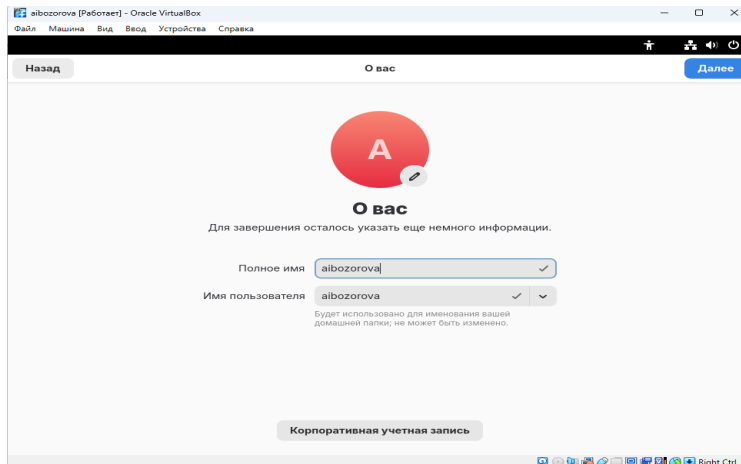 aibozorova [Работает] - Oracle VirtualBox
Файл Машина Вид Ввод Устройства Справка
Назад О вас Далее
A
О вас
Для завершения осталось указать еще немного информации.
Полное имя aibozorova
Имя пользователя aibozorova
Будет использовано для именования вашей
домашней папки; не может быть изменено.
Корпоративная учетная запись
Right Ctrl